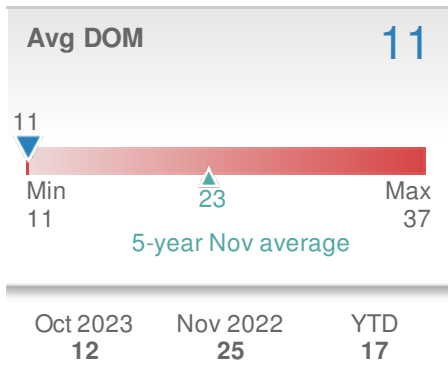 Avg DOM 11
11
Min Max
11 23 37
5-year Nov average
Oct 2023 Nov 2022 YTD
12 25 17